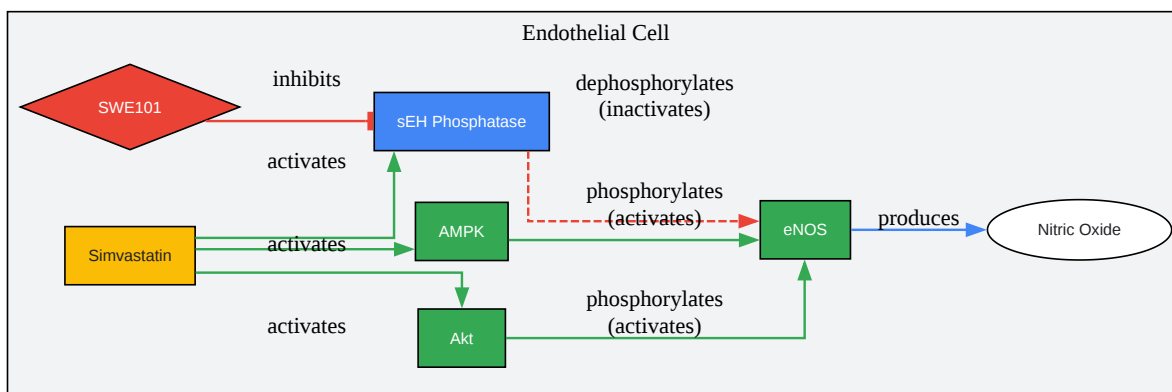 Endothelial Cell
inhibits
dephosphorylates
(inactivates)
SWE101
sEH Phosphatase
activates
phosphorylates
(activates)
Simvastatin
activates
AMPK
eNOS
produces
Nitric Oxide
activates
Akt
phosphorylates
(activates)